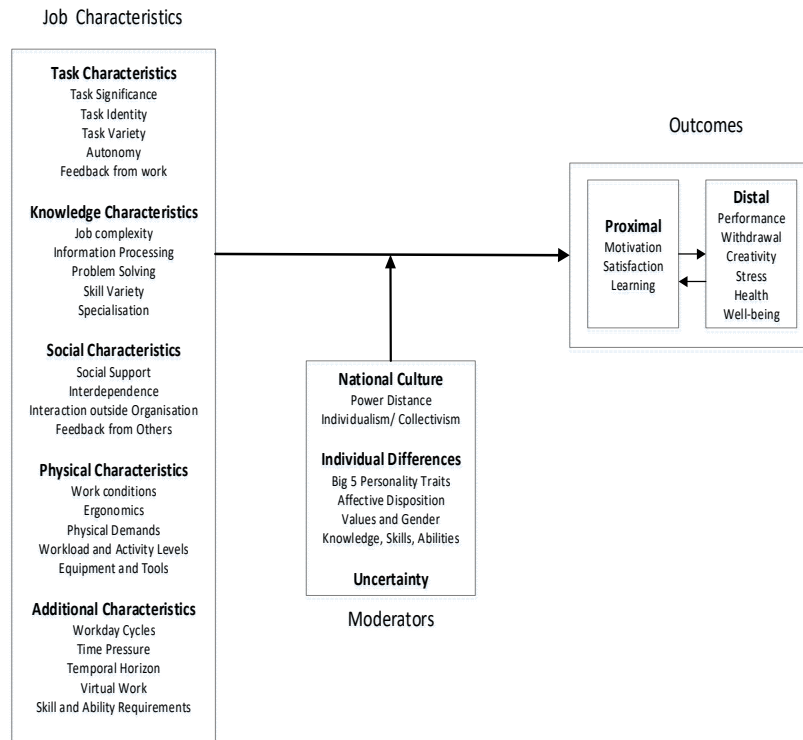 Job Characteristics
Task Characteristics
Task Significance
Task Identity
Task Variety
Autonomy
Feedback from work
Knowledge Characteristics
Job complexity
Information Processing
Problem Solving
Skill Variety
Specialisation
Social Characteristics
Social Support
Interdependence
Interaction outside Organisation
Feedback from Others
Physical Characteristics
Work conditions
Ergonomics
Physical Demands
Workload and Activity Levels
Equipment and Tools
Additional Characteristics
Workday Cycles
Time Pressure
Temporal Horizon
Virtual Work
Skill and Ability Requirements
National Culture
Power Distance
Individualism/ Collectivism
Individual Differences
Big 5 Personality Traits
Affective Disposition
Values and Gender
Knowledge, Skills, Abilities
Uncertainty
Moderators
Outcomes
Proximal
Motivation
Satisfaction
Learning
Distal
Performance
Withdrawal
Creativity
Stress
Health
Well-being